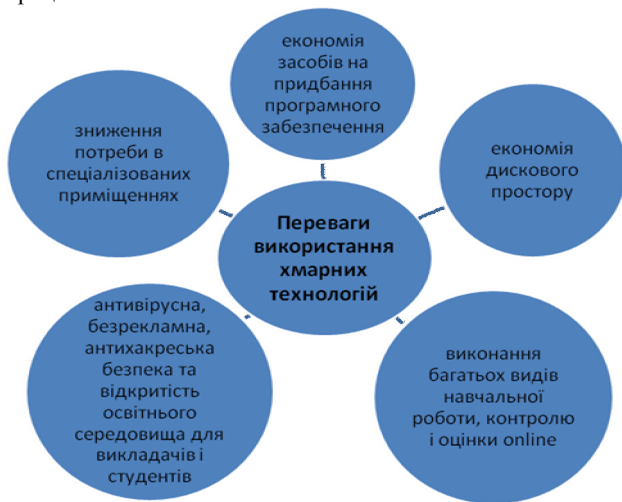 економія
засобів на
придбання
програмного
забезпечення
зниження
потреби в
спеціалізованих
приміщеннях
економія
дискового
простору
Переваги
використання
хмарних
технологій
антивірусна,
безрекламна,
антихакреська
безпека та
відкритість
освітнього
середовища для
викладачів і
студентів
виконання
багатьох видів
навчальної
роботи, контролю
і оцінки online